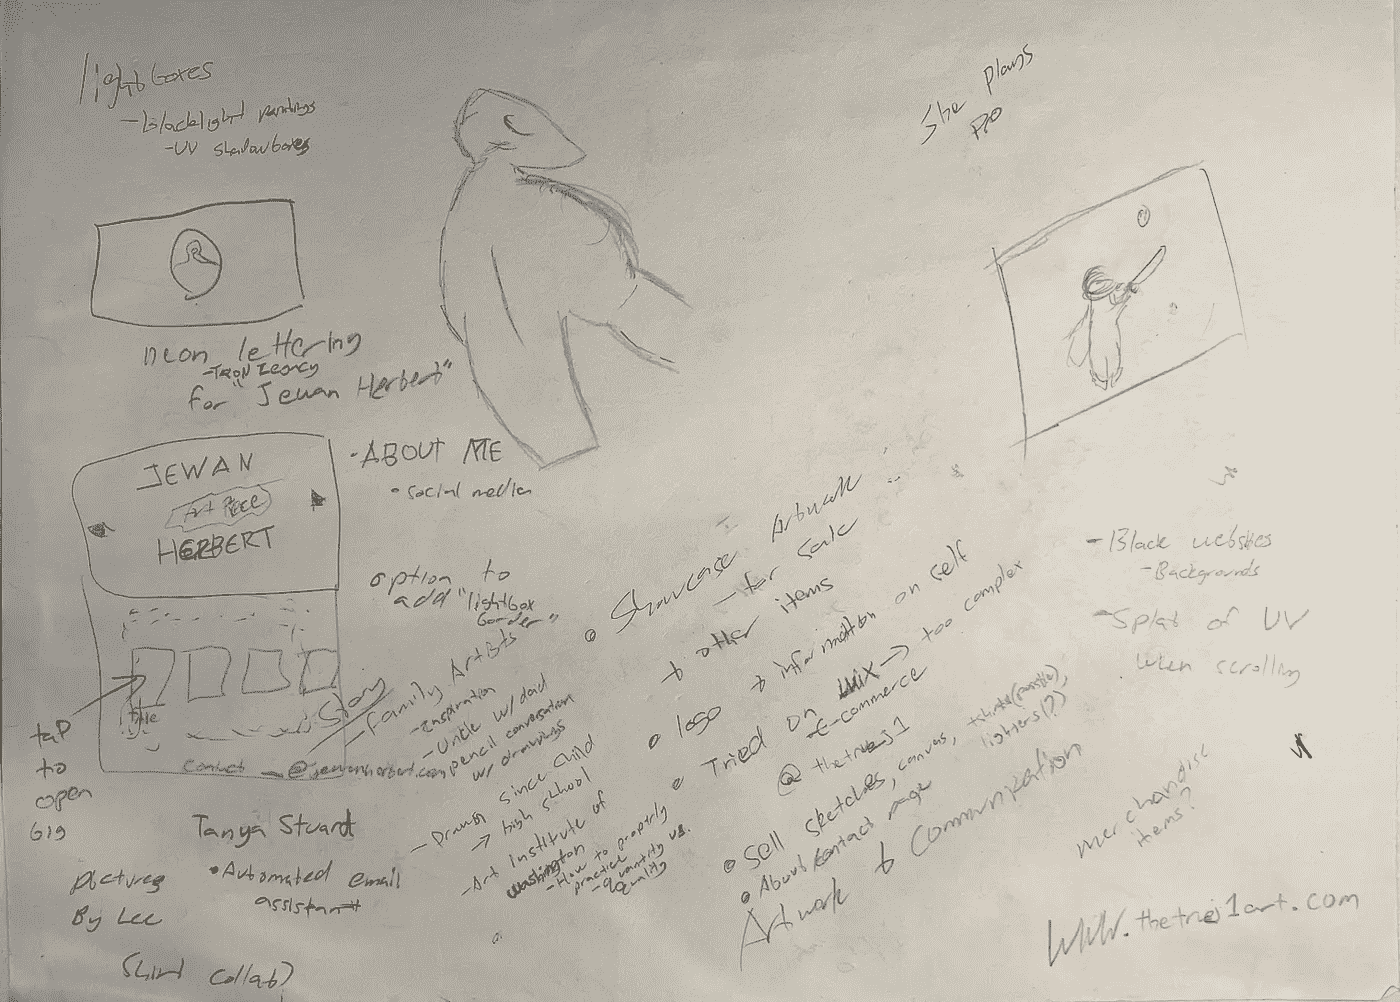 lightboxes
- Blacklight paintings
- UV shadowboxes
She Plans
neon lettering
- TRON Legacy
for "Jewan Herbert"
JEWAN
Art Piece
HERBERT
• ABOUT ME
• social media
option to
add "lightbox
border"
title
tap
to
open
big
Contact — @jewanherbert.com
Story
- Family Artists
- Inspiration
- Uncle w/ dad
pencil conversation
w/ drawings
- Drawn since child
→ high school
- Art Institute of
Washington
- How to properly
practice
- quantity vs.
quality
• Showcase Artwork
- for sale
+ other items
+ information on self
• logo
• Tried on Wix → too complex
E-commerce
@ thetruej1
• Sell sketches, canvas, tshirts (possible),
lighters (?)
• About/contact page
Artwork + Communication
- Black websites
- Backgrounds
- Splat of UV
when scrolling
merchandise
items?
www.thetruej1art.com
Tanya Stuart
• Automated email
assistant
pictures
By Lee
(shirt collab)